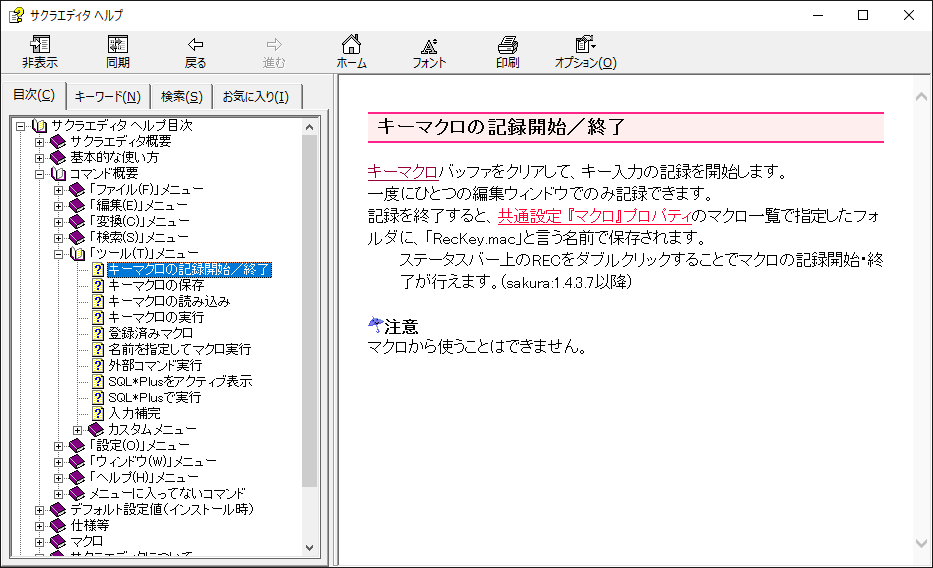 サクラエディタ ヘルプ
非表示 同期 戻る 進む ホーム フォント 印刷 オプション(O)
目次(C) キーワード(N) 検索(S) お気に入り(I)
サクラエディタ ヘルプ目次
サクラエディタ概要
基本的な使い方
コマンド概要
「ファイル(F)」メニュー
「編集(E)」メニュー
「変換(C)」メニュー
「検索(S)」メニュー
「ツール(T)」メニュー
キーマクロの記録開始／終了
キーマクロの保存
キーマクロの読み込み
キーマクロの実行
登録済みマクロ
名前を指定してマクロ実行
外部コマンド実行
SQL*Plusをアクティブ表示
SQL*Plusで実行
入力補完
カスタムメニュー
「設定(O)」メニュー
「ウィンドウ(W)」メニュー
「ヘルプ(H)」メニュー
メニューに入ってないコマンド
デフォルト設定値(インストール時)
仕様等
マクロ
サクラエディタについて
キーマクロの記録開始／終了
キーマクロバッファをクリアして、キー入力の記録を開始します。
一度にひとつの編集ウィンドウでのみ記録できます。
記録を終了すると、共通設定『マクロ』プロパティのマクロ一覧で指定したフォ
ルダに、「RecKey.mac」と言う名前で保存されます。
ステータスバー上のRECをダブルクリックすることでマクロの記録開始・終
了が行えます。(sakura:1.4.3.7以降)
注意
マクロから使うことはできません。